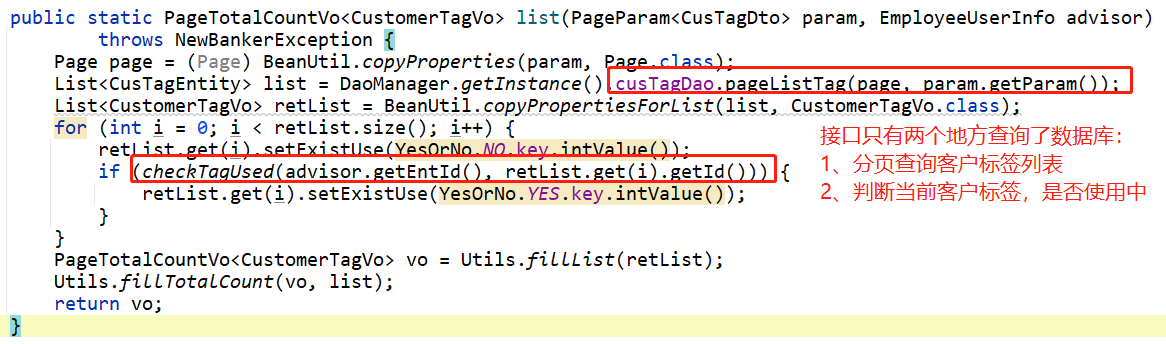 public static PageTotalCountVo<CustomerTagVo> list(PageParam<CusTagDto> param, EmployeeUserInfo advisor)
        throws NewBankerException {
    Page page = (Page) BeanUtil.copyProperties(param, Page.class);
    List<CusTagEntity> list = DaoManager.getInstance().cusTagDao.pageListTag(page, param.getParam());
    List<CustomerTagVo> retList = BeanUtil.copyPropertiesForList(list, CustomerTagVo.class);
    for (int i = 0; i < retList.size(); i++) {
        retList.get(i).setExistUse(YesOrNo.NO.key.intValue());
        if (checkTagUsed(advisor.getEntId(), retList.get(i).getId())) {
            retList.get(i).setExistUse(YesOrNo.YES.key.intValue());
        }
    }
    PageTotalCountVo<CustomerTagVo> vo = Utils.fillList(retList);
    Utils.fillTotalCount(vo, list);
    return vo;
}
接口只有两个地方查询了数据库：
1、分页查询客户标签列表
2、判断当前客户标签，是否使用中